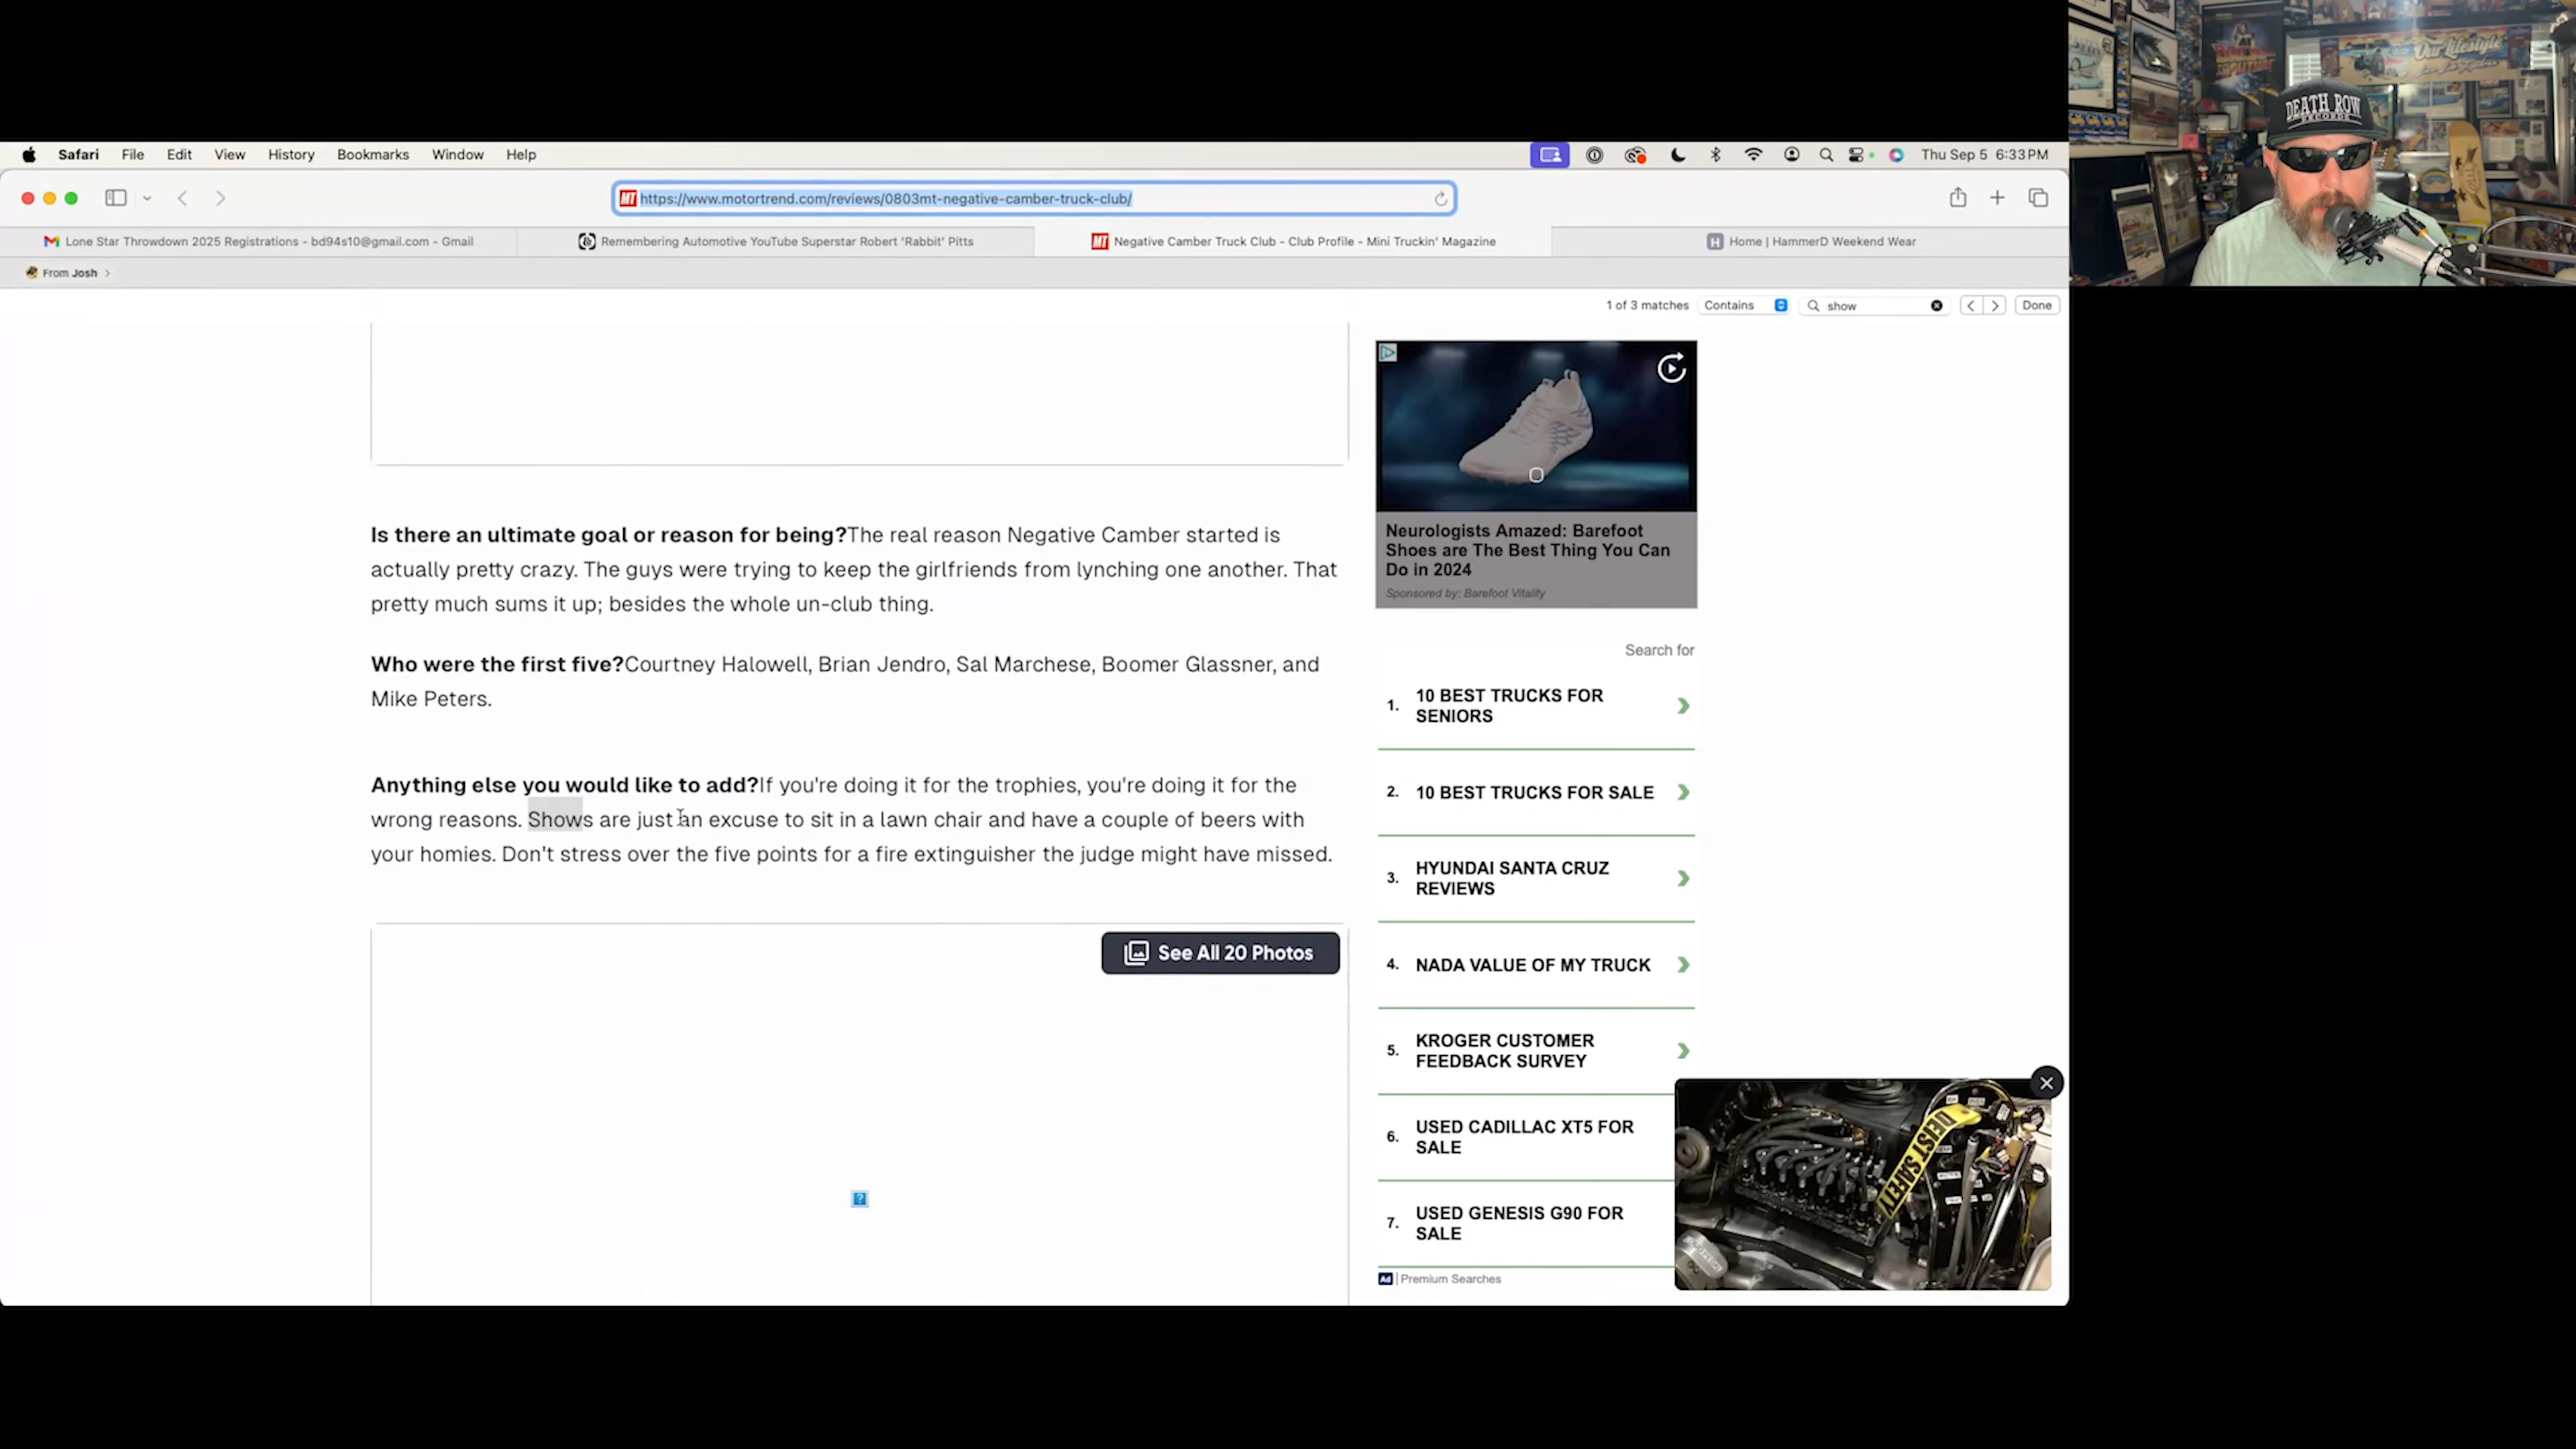 Safari File Edit View History Bookmarks Window Help Thu Sep 5 6:33 PM
MT https://www.motortrend.com/reviews/0803mt-negative-camber-truck-club/
Lone Star Throwdown 2025 Registrations - bd94s10@gmail.com - Gmail
Remembering Automotive YouTube Superstar Robert 'Rabbit' Pitts
MT Negative Camber Truck Club - Club Profile - Mini Truckin' Magazine
H Home | HammerD Weekend Wear
From Josh
1 of 3 matches Contains show Done
Is there an ultimate goal or reason for being?The real reason Negative Camber started is
actually pretty crazy. The guys were trying to keep the girlfriends from lynching one another. That
pretty much sums it up; besides the whole un-club thing.
Who were the first five?Courtney Halowell, Brian Jendro, Sal Marchese, Boomer Glassner, and
Mike Peters.
Anything else you would like to add?If you're doing it for the trophies, you're doing it for the
wrong reasons. Shows are just an excuse to sit in a lawn chair and have a couple of beers with
your homies. Don't stress over the five points for a fire extinguisher the judge might have missed.
See All 20 Photos
Neurologists Amazed: Barefoot
Shoes are The Best Thing You Can
Do in 2024
Sponsored by: Barefoot Vitality
Search for
1. 10 BEST TRUCKS FOR
SENIORS
2. 10 BEST TRUCKS FOR SALE
3. HYUNDAI SANTA CRUZ
REVIEWS
4. NADA VALUE OF MY TRUCK
5. KROGER CUSTOMER
FEEDBACK SURVEY
6. USED CADILLAC XT5 FOR
SALE
7. USED GENESIS G90 FOR
SALE
Ad | Premium Searches
DEIST SAFETY
DEATH ROW
RECORDS
Our Lifestyle